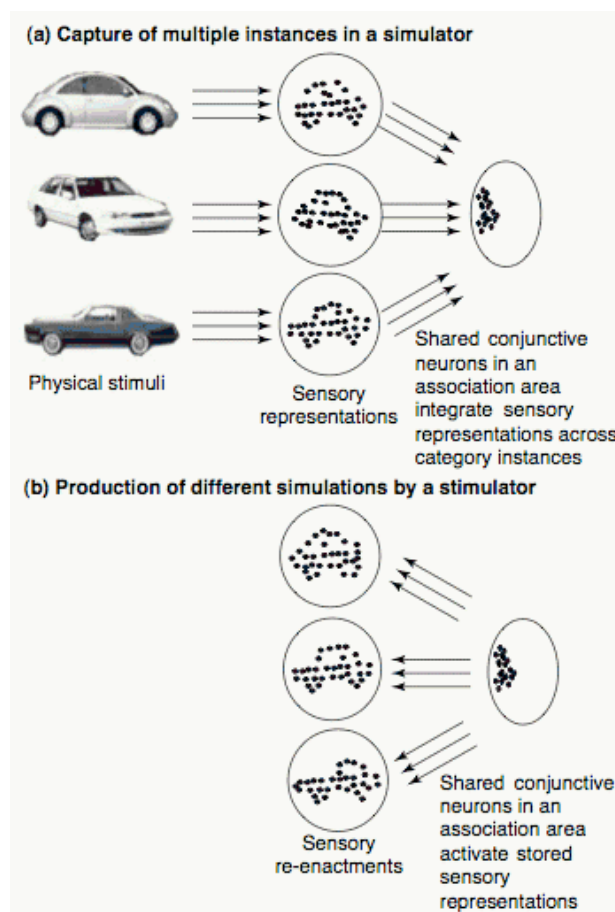 (a) Capture of multiple instances in a simulator
Physical stimuli
Sensory
representations
Shared conjunctive
neurons in an
association area
integrate sensory
representations across
category instances
(b) Production of different simulations by a stimulator
Sensory
re-enactments
Shared conjunctive
neurons in an
association area
activate stored
sensory
representations